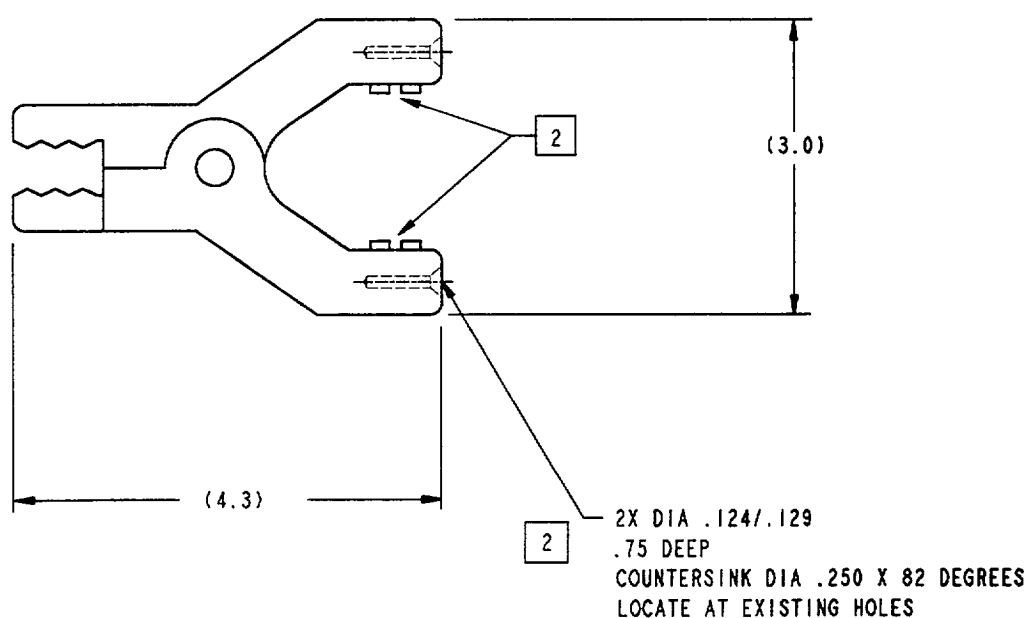 2
(3.0)
(4.3)
2
2X DIA .124/.129
.75 DEEP
COUNTERSINK DIA .250 X 82 DEGREES
LOCATE AT EXISTING HOLES